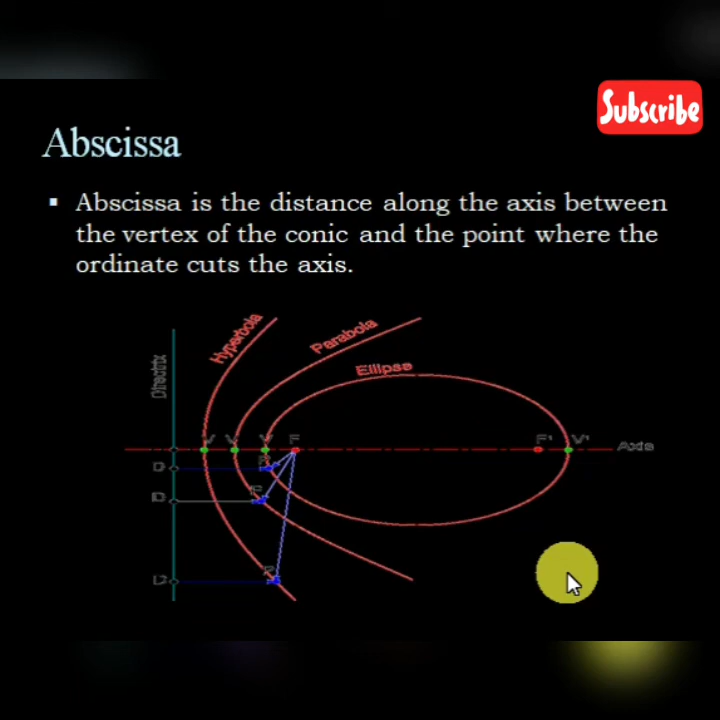 Subscribe
Abscissa
▪ Abscissa is the distance along the axis between
the vertex of the conic and the point where the
ordinate cuts the axis.
Hyperbola
Parabola
Ellipse
Directrix
V V V F F' V'
Axis
P
P
P